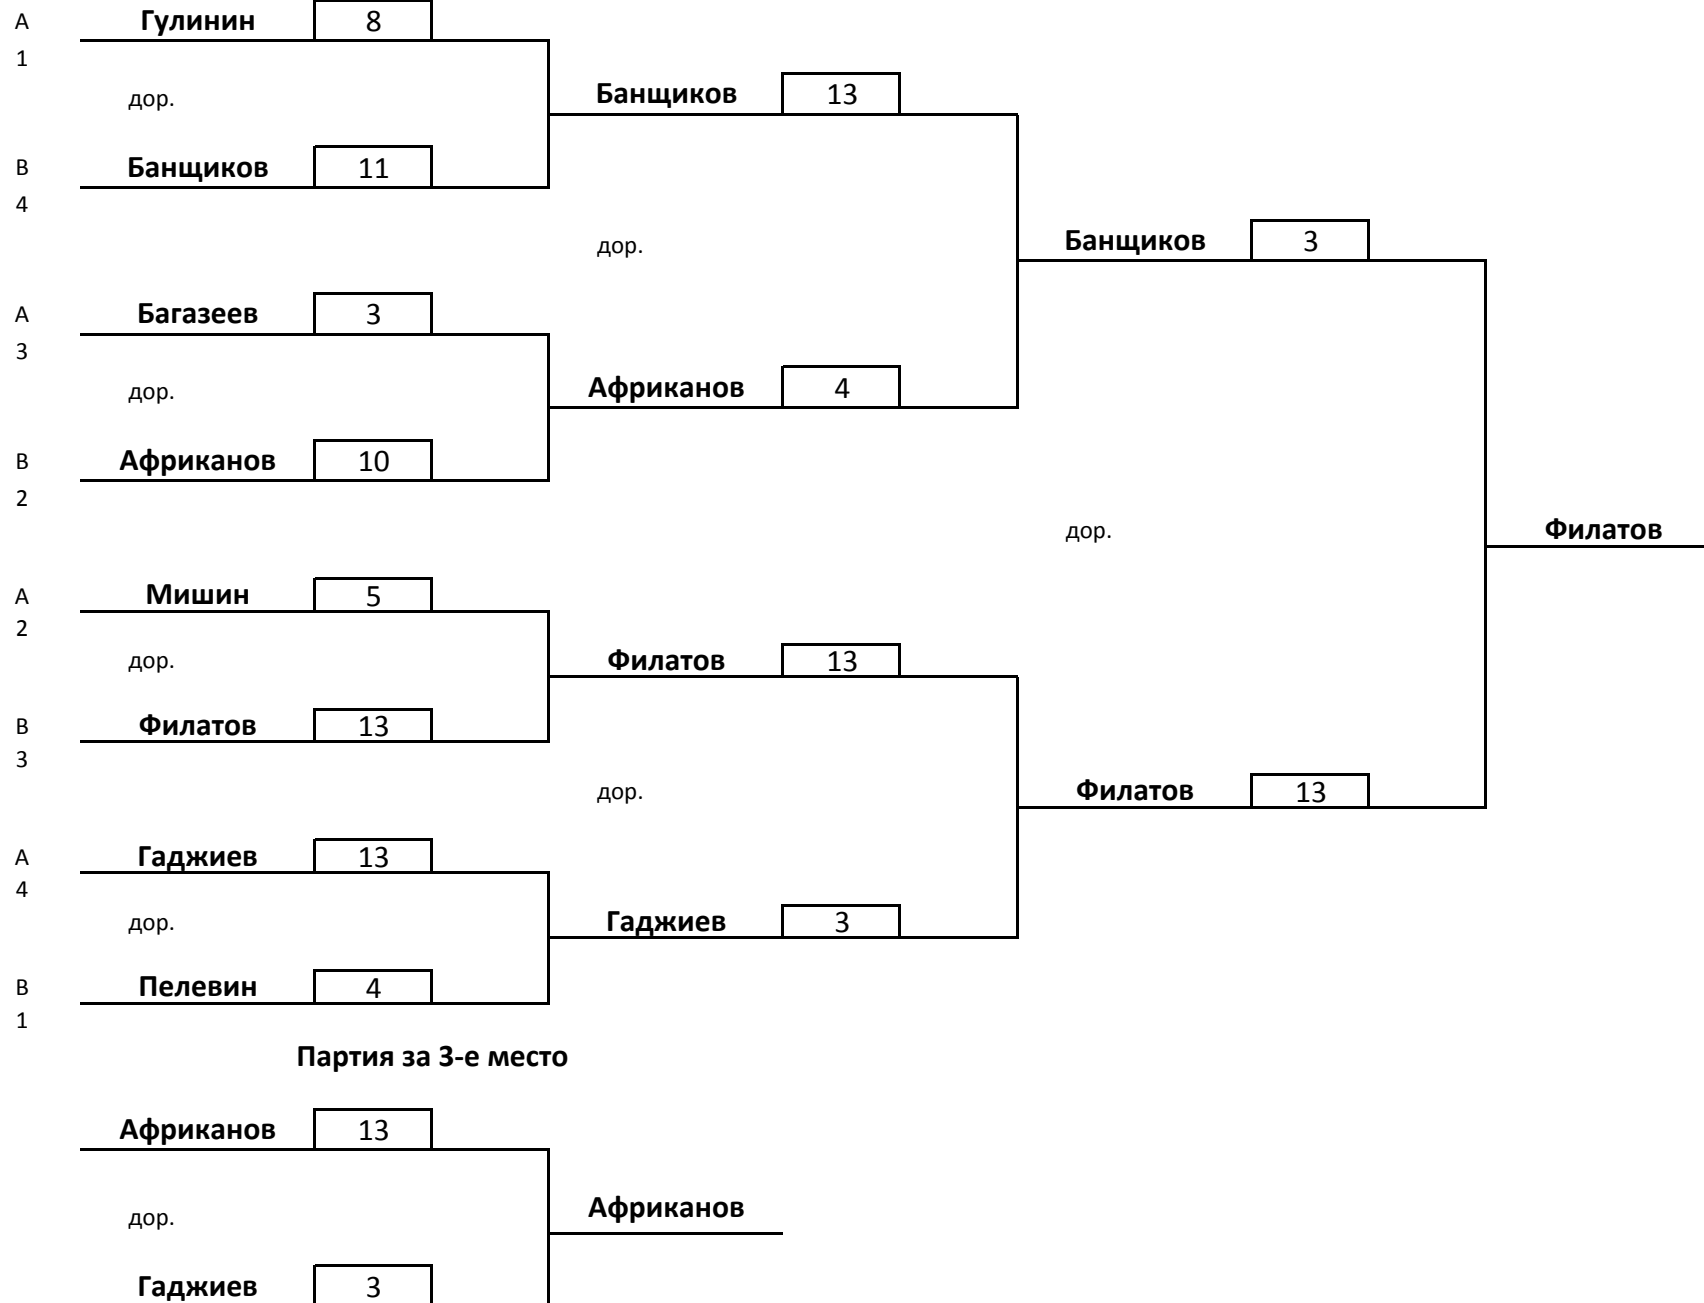 А Гулинин 8
1
дор. Банщиков 13
В Банщиков 11
4
дор. Банщиков 3
А Багазеев 3
3
дор. Африканов 4
В Африканов 10
2
дор. Филатов
А Мишин 5
2
дор. Филатов 13
В Филатов 13
3
дор. Филатов 13
А Гаджиев 13
4
дор. Гаджиев 3
В Пелевин 4
1
Партия за 3-е место
Африканов 13
дор. Африканов
Гаджиев 3